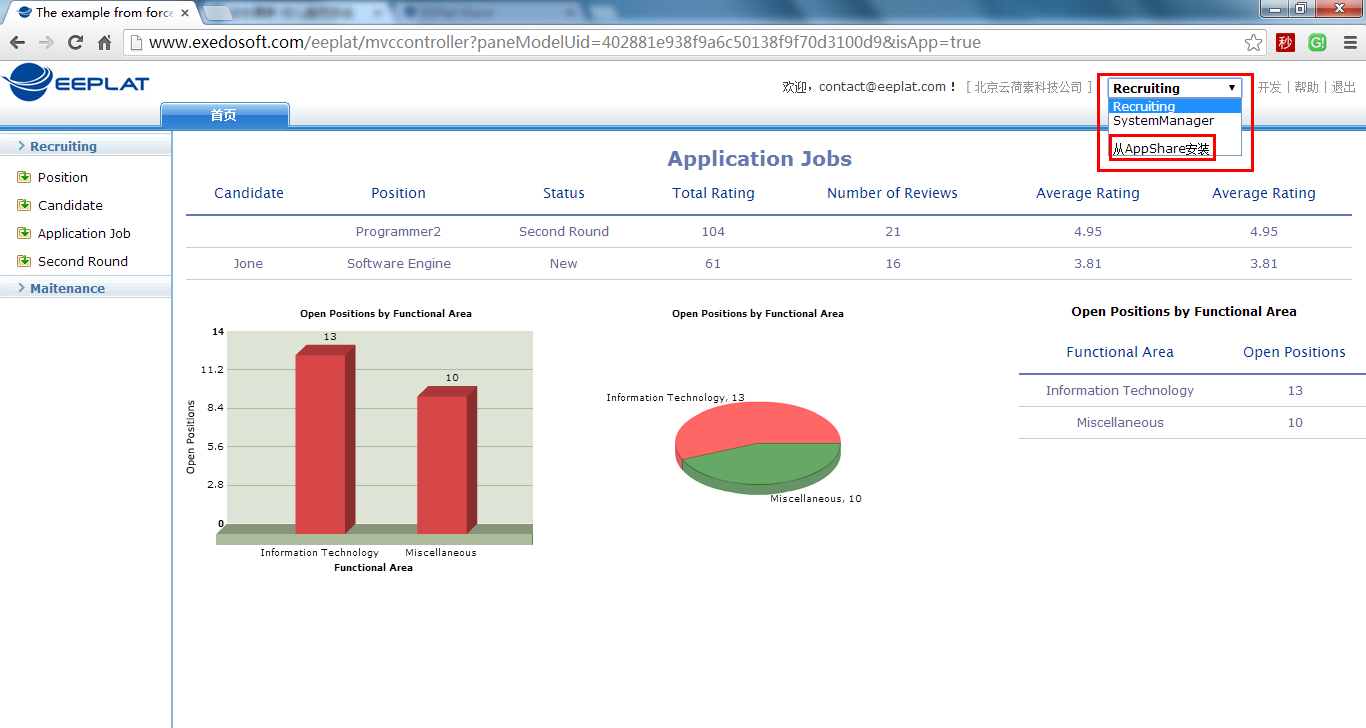 The example from force
www.exedosoft.com/eeplat/mvccontroller?paneModelUid=402881e938f9a6c50138f9f70d3100d9&isApp=true
秒
G!
EEPLAT
欢迎，contact@eeplat.com！ [ 北京云荷素科技公司 ] Recruiting 开发 | 帮助 | 退出
Recruiting
SystemManager
从AppShare安装
首页
Recruiting
Position
Candidate
Application Job
Second Round
Maitenance
Application Jobs
Candidate Position Status Total Rating Number of Reviews Average Rating Average Rating
Programmer2 Second Round 104 21 4.95 4.95
Jone Software Engine New 61 16 3.81 3.81
Open Positions by Functional Area
14
11.2
8.4
5.6
2.8
0
Open Positions
13
10
Information Technology Miscellaneous
Functional Area
Open Positions by Functional Area
Information Technology, 13
Miscellaneous, 10
Open Positions by Functional Area
Functional Area Open Positions
Information Technology 13
Miscellaneous 10